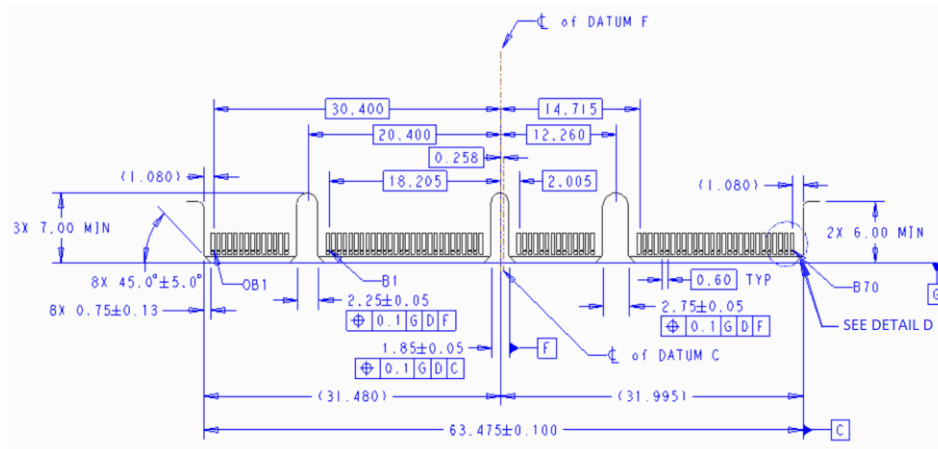 ℄ of DATUM F
30.400
14.715
20.400
12.260
0.258
(1.080)
18.205
2.005
(1.080)
3X 7.00 MIN
2X 6.00 MIN
8X 45.0°±5.0°
OB1
B1
0.60 TYP
B70
G
8X 0.75±0.13
2.25±0.05
2.75±0.05
⌖ 0.1 G D F
⌖ 0.1 G D F
SEE DETAIL D
1.85±0.05
F
℄ of DATUM C
⌖ 0.1 G D C
(31.480)
(31.995)
63.475±0.100
C